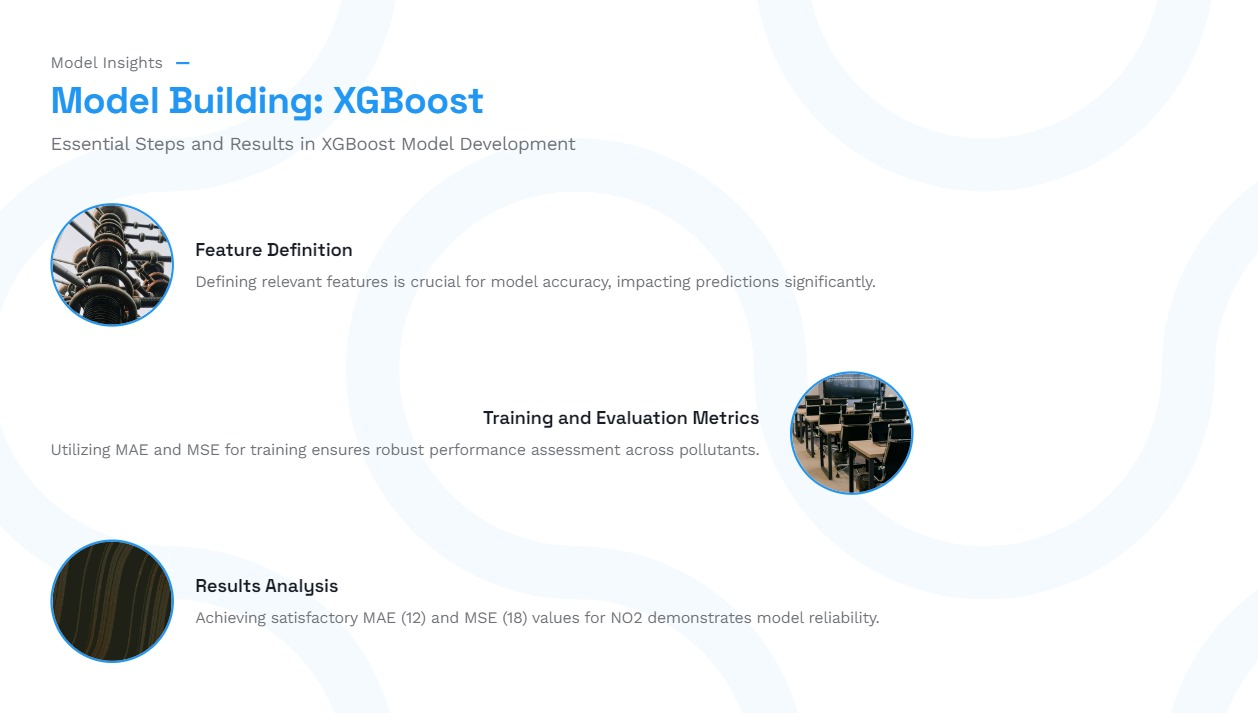 Model Insights
Model Building: XGBoost
Essential Steps and Results in XGBoost Model Development
Feature Definition
Defining relevant features is crucial for model accuracy, impacting predictions significantly.
Training and Evaluation Metrics
Utilizing MAE and MSE for training ensures robust performance assessment across pollutants.
Results Analysis
Achieving satisfactory MAE (12) and MSE (18) values for NO2 demonstrates model reliability.